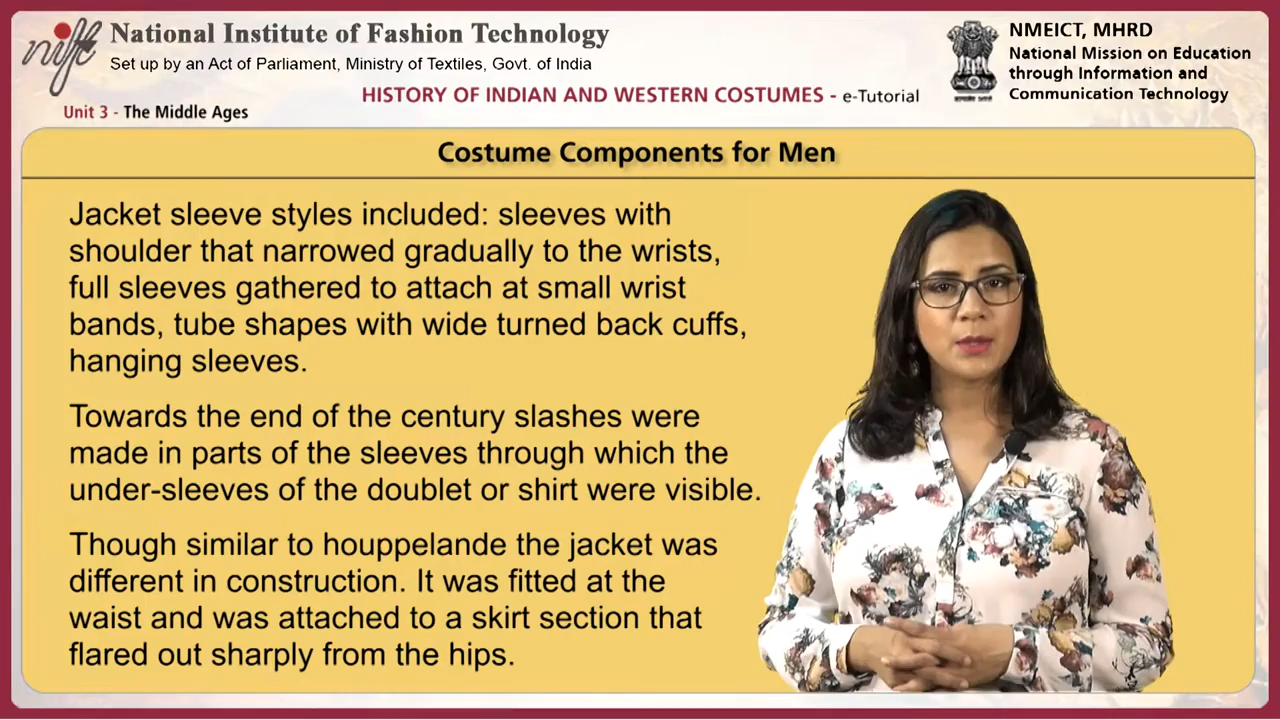 nift
National Institute of Fashion Technology
Set up by an Act of Parliament, Ministry of Textiles, Govt. of India
NMEICT, MHRD
National Mission on Education
through Information and
Communication Technology
HISTORY OF INDIAN AND WESTERN COSTUMES - e-Tutorial
Unit 3 - The Middle Ages
Costume Components for Men
Jacket sleeve styles included: sleeves with
shoulder that narrowed gradually to the wrists,
full sleeves gathered to attach at small wrist
bands, tube shapes with wide turned back cuffs,
hanging sleeves.
Towards the end of the century slashes were
made in parts of the sleeves through which the
under-sleeves of the doublet or shirt were visible.
Though similar to houppelande the jacket was
different in construction. It was fitted at the
waist and was attached to a skirt section that
flared out sharply from the hips.